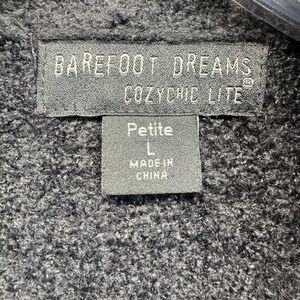 BAREFOOT DREAMS
COZYCHIC LITE®
Petite
L
MADE IN
CHINA